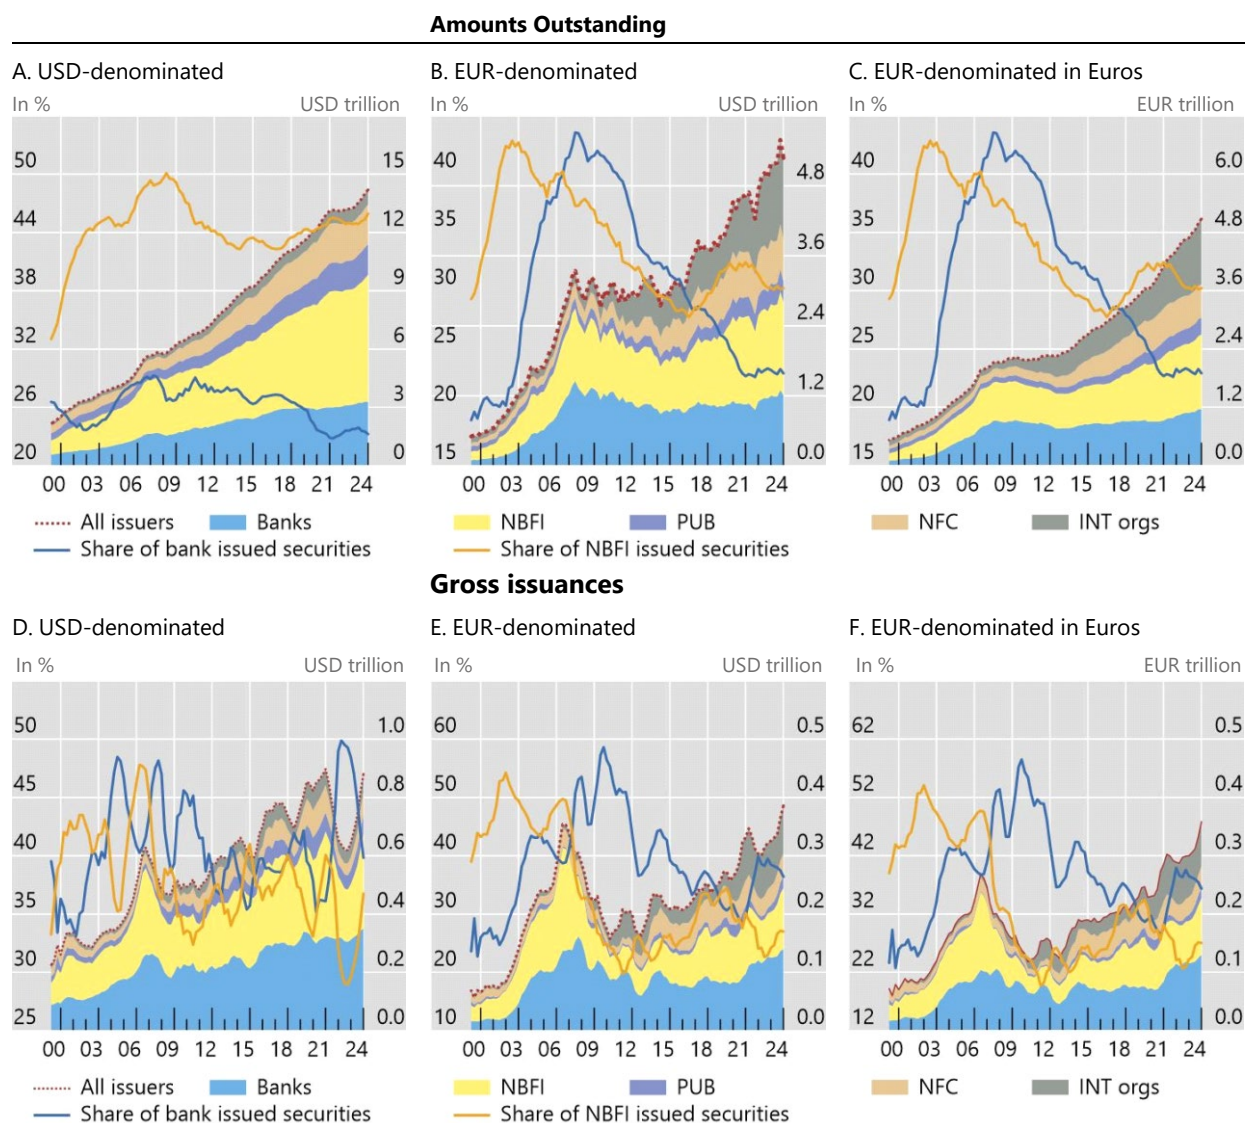 Amounts Outstanding
A. USD-denominated
B. EUR-denominated
C. EUR-denominated in Euros
In %
USD trillion
In %
USD trillion
In %
EUR trillion
50
15
40
4.8
40
6.0
44
12
35
3.6
35
4.8
38
9
30
30
3.6
32
6
25
2.4
25
2.4
26
3
20
1.2
20
1.2
20
0
15
0.0
15
0.0
00 03 06 09 12 15 18 21 24
00 03 06 09 12 15 18 21 24
00 03 06 09 12 15 18 21 24
All issuers
Banks
NBFI
PUB
NFC
INT orgs
Share of bank issued securities
Share of NBFI issued securities
Gross issuances
D. USD-denominated
E. EUR-denominated
F. EUR-denominated in Euros
In %
USD trillion
In %
USD trillion
In %
EUR trillion
50
1.0
60
0.5
62
0.5
45
0.8
50
0.4
52
0.4
40
0.6
40
0.3
42
0.3
35
0.4
30
0.2
32
0.2
30
0.2
20
0.1
22
0.1
25
0.0
10
0.0
12
0.0
00 03 06 09 12 15 18 21 24
00 03 06 09 12 15 18 21 24
00 03 06 09 12 15 18 21 24
All issuers
Banks
NBFI
PUB
NFC
INT orgs
Share of bank issued securities
Share of NBFI issued securities